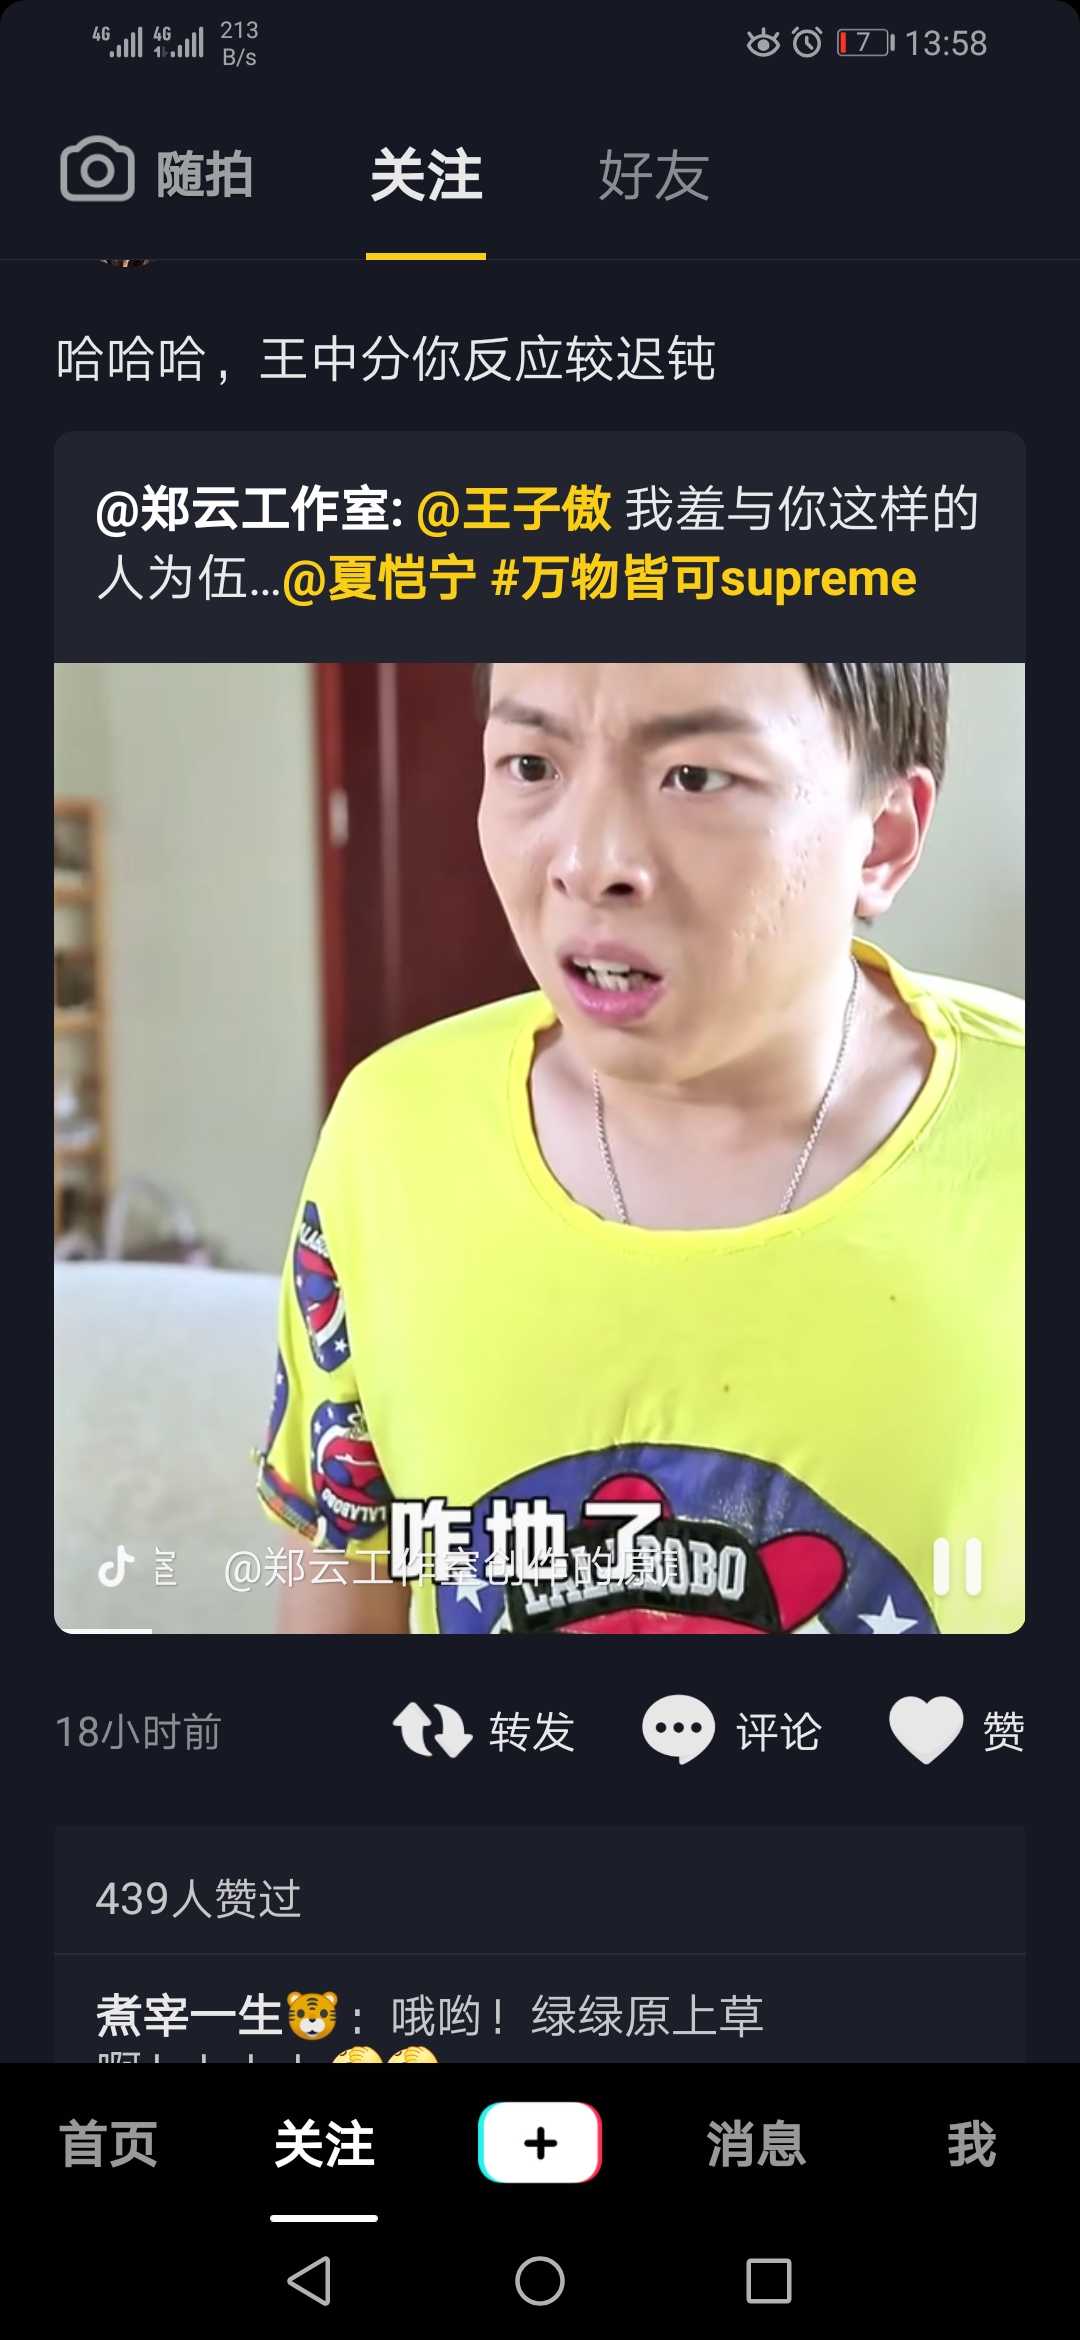 4G 4G 213
B/s
7 13:58
随拍 关注 好友
哈哈哈，王中分你反应较迟钝
@郑云工作室: @王子傲 我羞与你这样的
人为伍...@夏恺宁 #万物皆可supreme
LALABOBO
咋地了
LALABOBO
@郑云工作室创作的原声
18小时前 转发 评论 赞
439人赞过
煮宰一生🐯：哦哟！绿绿原上草
啊！！！！
首页 关注 消息 我